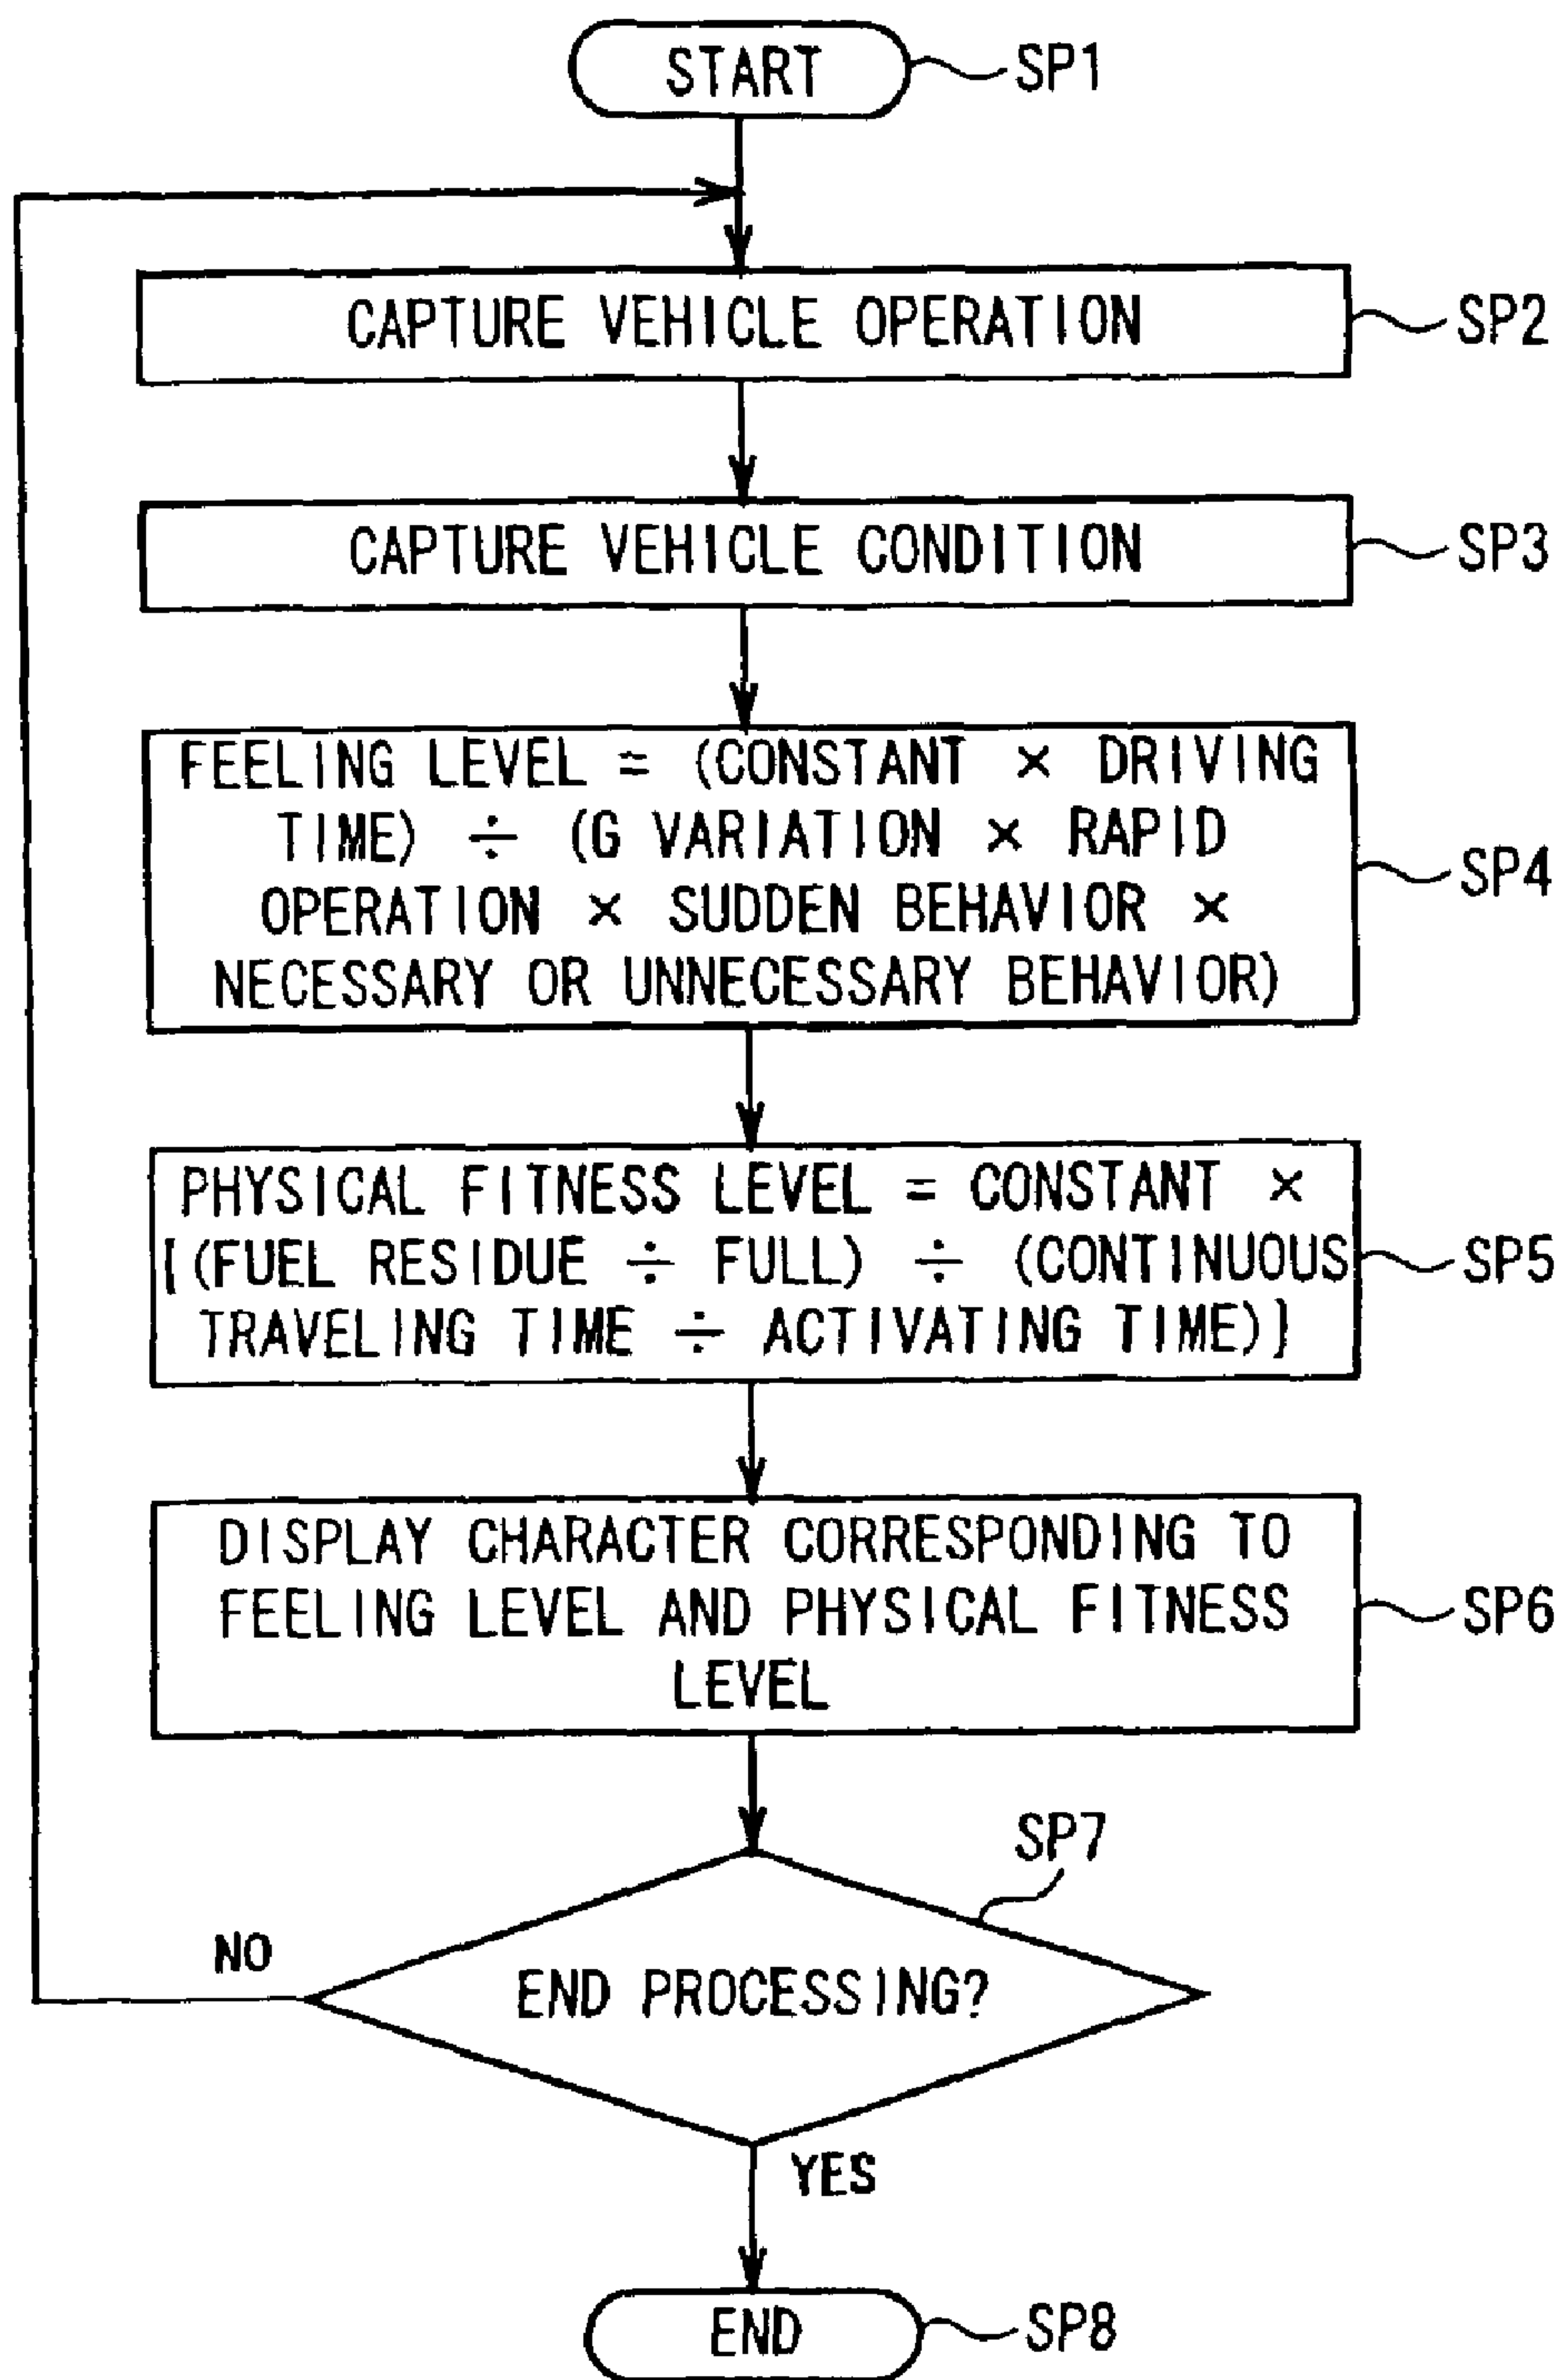 START
SP1
CAPTURE VEHICLE OPERATION
SP2
CAPTURE VEHICLE CONDITION
SP3
FEELING LEVEL = (CONSTANT × DRIVING
TIME) ÷ (G VARIATION × RAPID
OPERATION × SUDDEN BEHAVIOR ×
NECESSARY OR UNNECESSARY BEHAVIOR)
SP4
PHYSICAL FITNESS LEVEL = CONSTANT ×
[(FUEL RESIDUE ÷ FULL) ÷ (CONTINUOUS
TRAVELING TIME ÷ ACTIVATING TIME)]
SP5
DISPLAY CHARACTER CORRESPONDING TO
FEELING LEVEL AND PHYSICAL FITNESS
LEVEL
SP6
SP7
NO
END PROCESSING?
YES
END
SP8